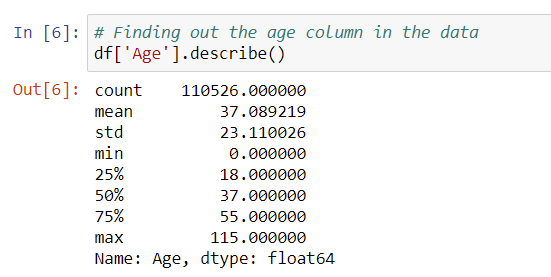 In [6]: # Finding out the age column in the data
df['Age'].describe()
Out[6]: count    110526.000000
mean         37.089219
std          23.110026
min           0.000000
25%          18.000000
50%          37.000000
75%          55.000000
max         115.000000
Name: Age, dtype: float64